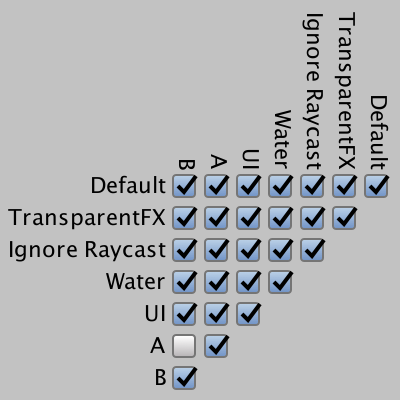 B
A
UI
Water
Ignore Raycast
TransparentFX
Default
Default
TransparentFX
Ignore Raycast
Water
UI
A
B